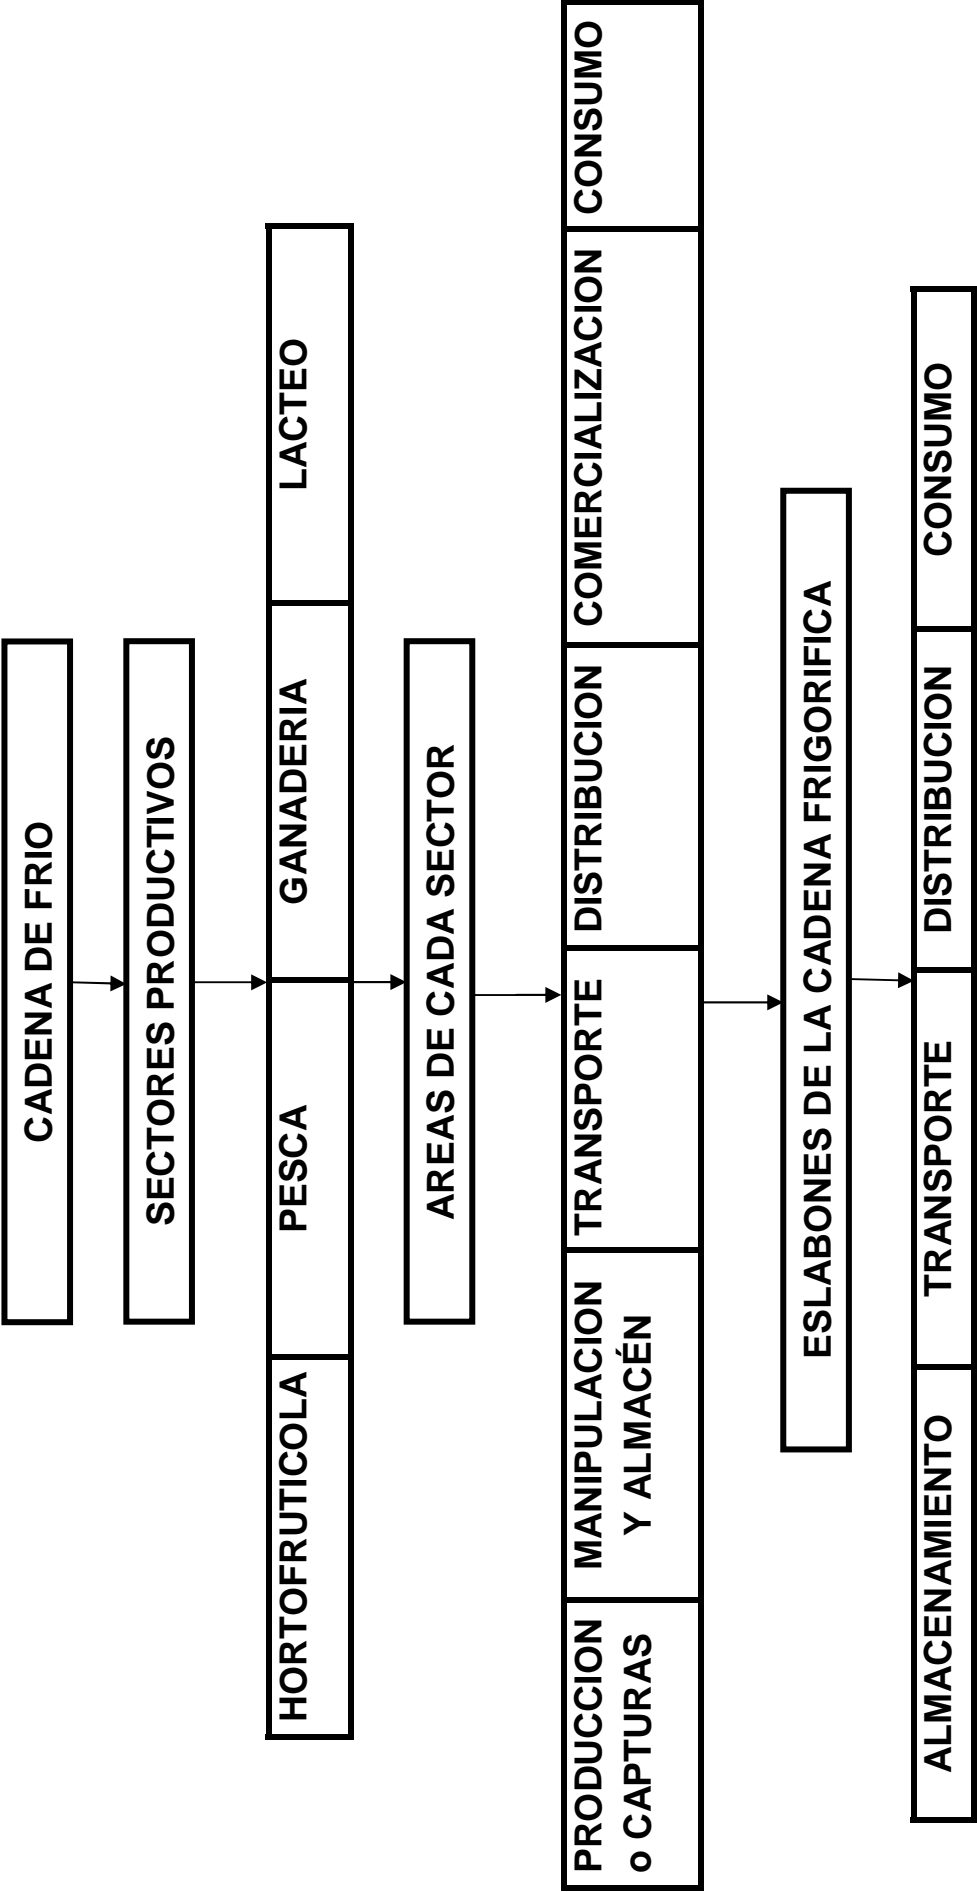 CADENA DE FRIO
SECTORES PRODUCTIVOS
HORTOFRUTICOLA
PESCA
GANADERIA
LACTEO
AREAS DE CADA SECTOR
PRODUCCION
o CAPTURAS
MANIPULACION
Y ALMACÉN
TRANSPORTE
DISTRIBUCION
COMERCIALIZACION
CONSUMO
ESLABONES DE LA CADENA FRIGORIFICA
ALMACENAMIENTO
TRANSPORTE
DISTRIBUCION
CONSUMO